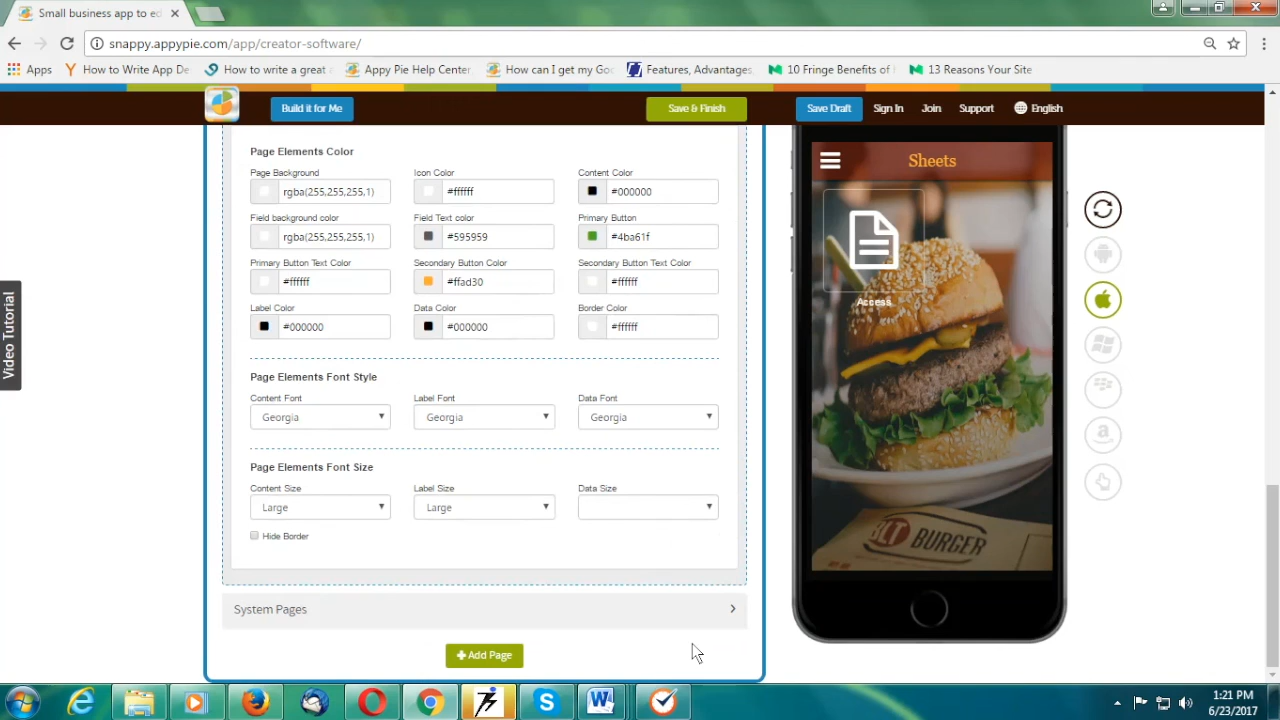 Small business app to ed
snappy.appypie.com/app/creator-software/
Apps
How to Write App De
How to write a great
Appy Pie Help Center
How can I get my Goo
Features, Advantages
10 Fringe Benefits of
13 Reasons Your Site
Build it for Me
Save & Finish
Save Draft
Sign In
Join
Support
English
Page Elements Color
Page Background
Icon Color
Content Color
rgba(255,255,255,1)
#ffffff
#000000
Field background color
Field Text color
Primary Button
rgba(255,255,255,1)
#595959
#4ba61f
Primary Button Text Color
Secondary Button Color
Secondary Button Text Color
#ffffff
#ffad30
#ffffff
Label Color
Data Color
Border Color
#000000
#000000
#ffffff
Page Elements Font Style
Content Font
Label Font
Data Font
Georgia
Georgia
Georgia
Page Elements Font Size
Content Size
Label Size
Data Size
Large
Large
Hide Border
System Pages
Add Page
Video Tutorial
Sheets
Access
BLT BURGER
1:21 PM
6/23/2017